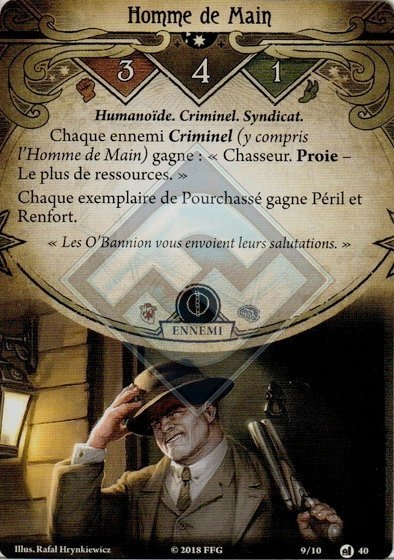 Homme de Main
3 4 1
Humanoïde. Criminel. Syndicat.
Chaque ennemi Criminel (y compris
l'Homme de Main) gagne : « Chasseur. Proie –
Le plus de ressources. »
Chaque exemplaire de Pourchassé gagne Péril et
Renfort.
« Les O'Bannion vous envoient leurs salutations. »
ENNEMI
Illus. Rafał Hrynkiewicz © 2018 FFG 9/10 40